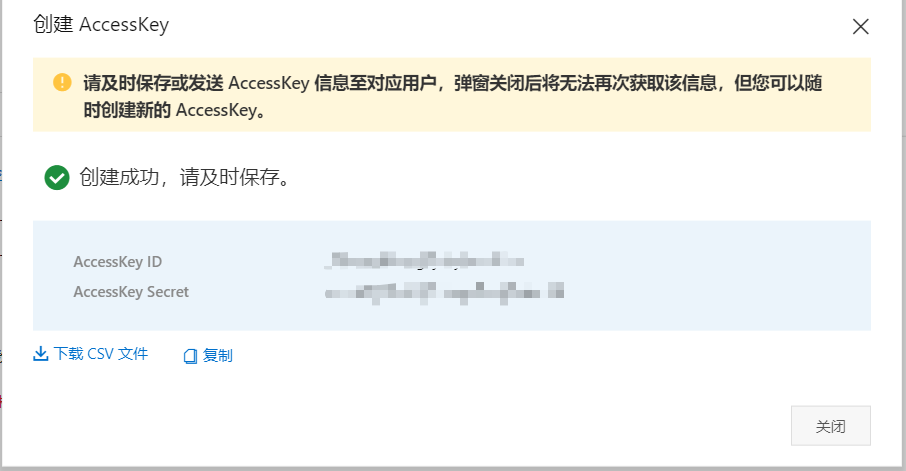 创建 AccessKey
请及时保存或发送 AccessKey 信息至对应用户，弹窗关闭后将无法再次获取该信息，但您可以随
时创建新的 AccessKey。
创建成功，请及时保存。
AccessKey ID
AccessKey Secret
下载 CSV 文件 复制
关闭